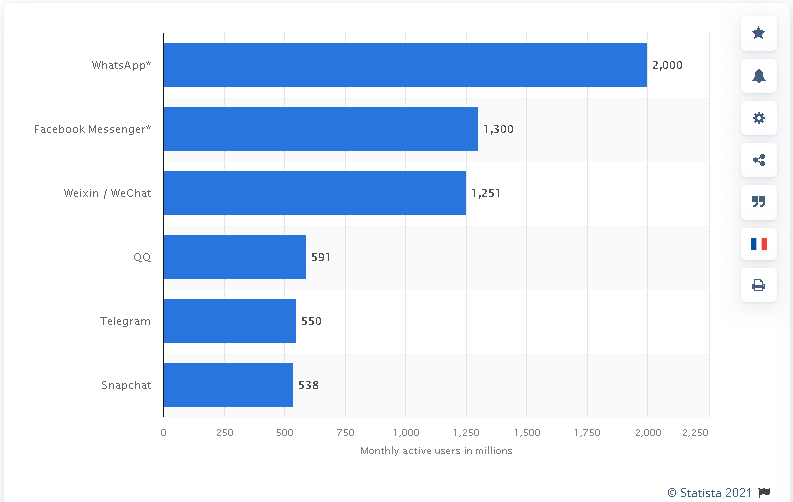 WhatsApp* 2,000
Facebook Messenger* 1,300
Weixin / WeChat 1,251
QQ 591
Telegram 550
Snapchat 538
0 250 500 750 1,000 1,250 1,500 1,750 2,000 2,250
Monthly active users in millions
© Statista 2021